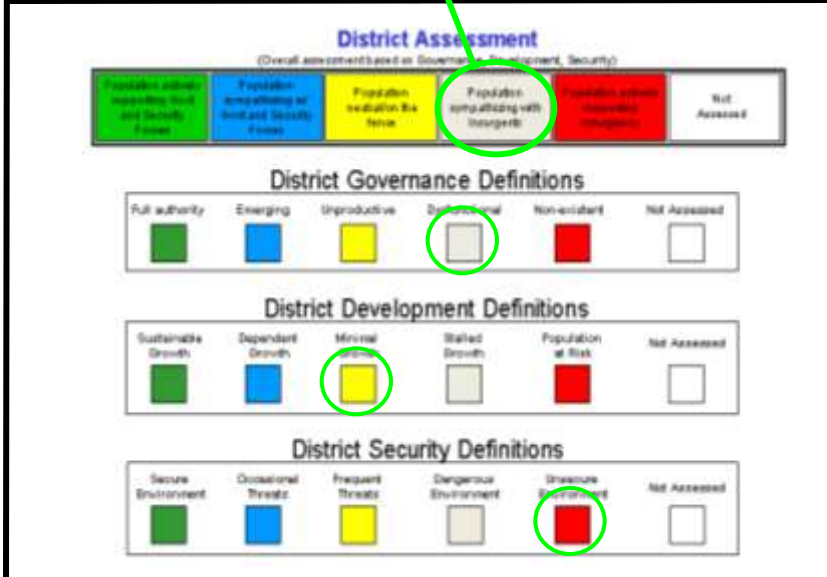 District Assessment
(Overall assessment based on Governance, Development, Security)
Population actively supporting Govt and Security Forces
Population sympathizing w/ Govt and Security Forces
Population neutral/on the fence
Population sympathizing with Insurgents
Population actively supporting Insurgency
Not Assessed
District Governance Definitions
Full authority Emerging Unproductive Dysfunctional Non-existent Not Assessed
District Development Definitions
Sustainable Dependent Minimal Stalled Population Not Assessed
Growth Growth Growth Growth at Risk
District Security Definitions
Secure Occasional Frequent Dangerous Unsecure Not Assessed
Environment Threats Threats Environment Environment